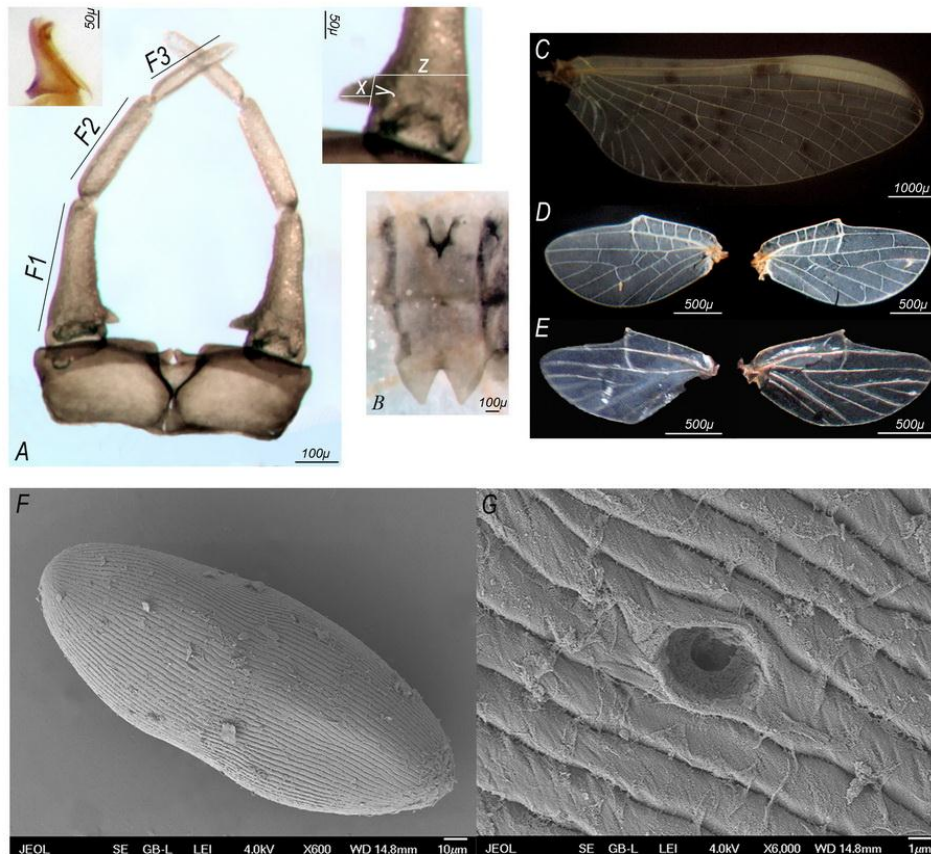 50µ
F3
F2
F1
A
100µ
50µ
x
y
z
B
100µ
C
1000µ
D
500µ
500µ
E
500µ
500µ
F
JEOL SE GB-L LEI 4.0kV X600 WD 14.8mm 10µm
G
JEOL SE GB-L LEI 4.0kV X6,000 WD 14.8mm 1µm